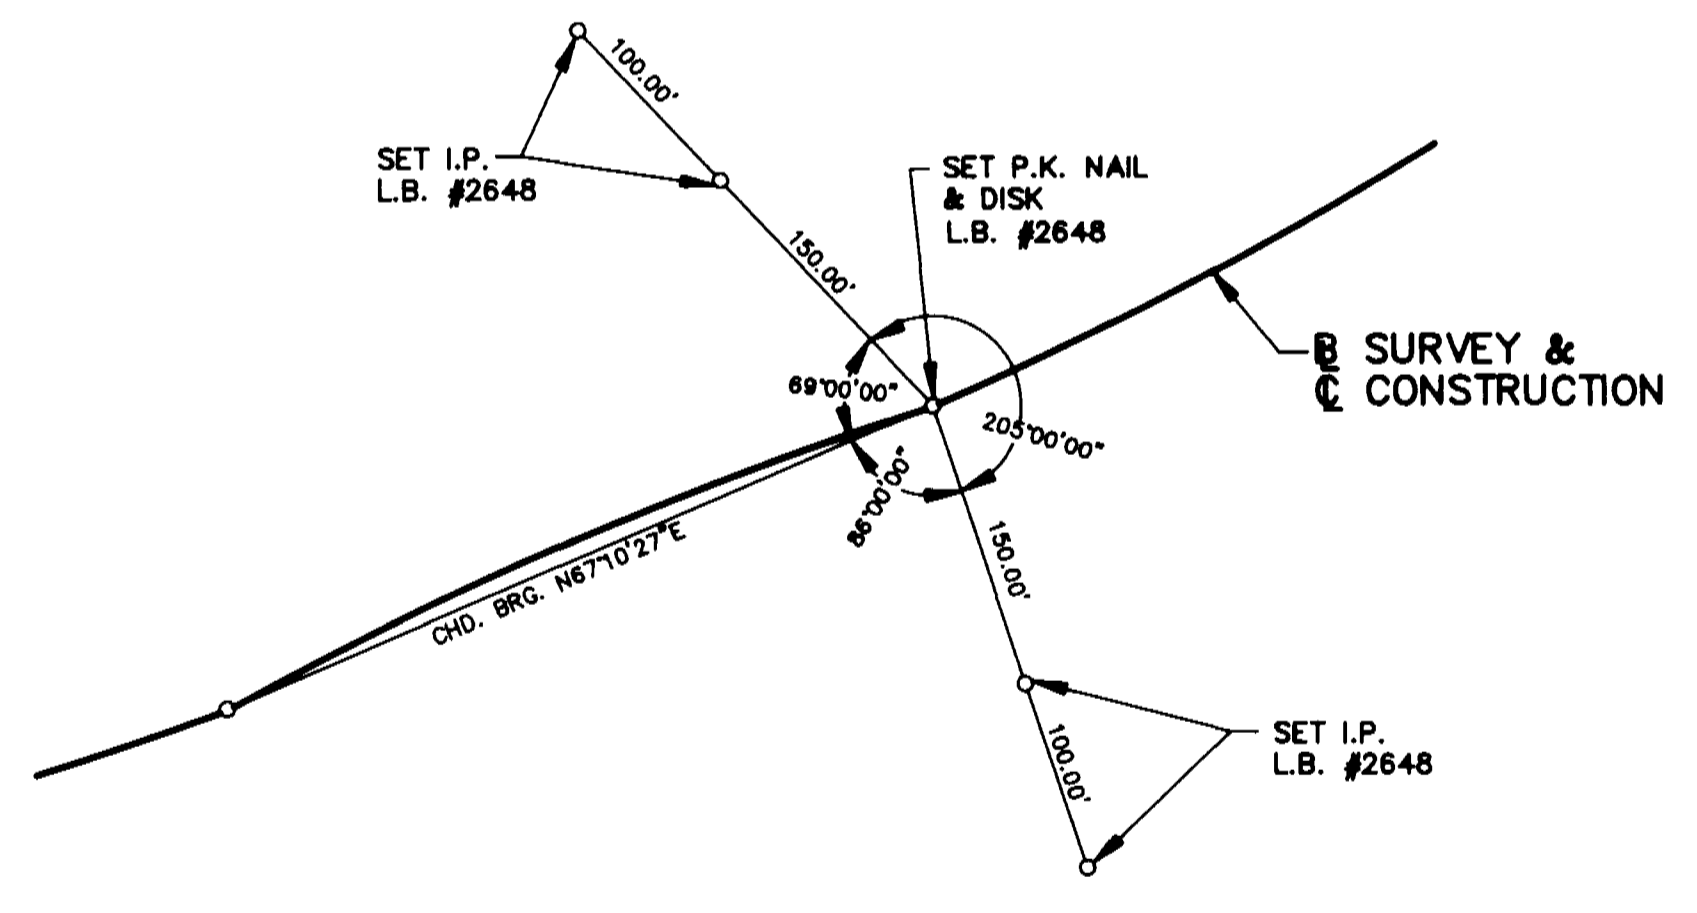 100.00'
SET I.P.
L.B. #2648
SET P.K. NAIL
& DISK
L.B. #2648
150.00'
℄ SURVEY &
℄ CONSTRUCTION
69°00'00"
205°00'00"
86°00'00"
CHD. BRG. N67°10'27"E
150.00'
SET I.P.
L.B. #2648
100.00'